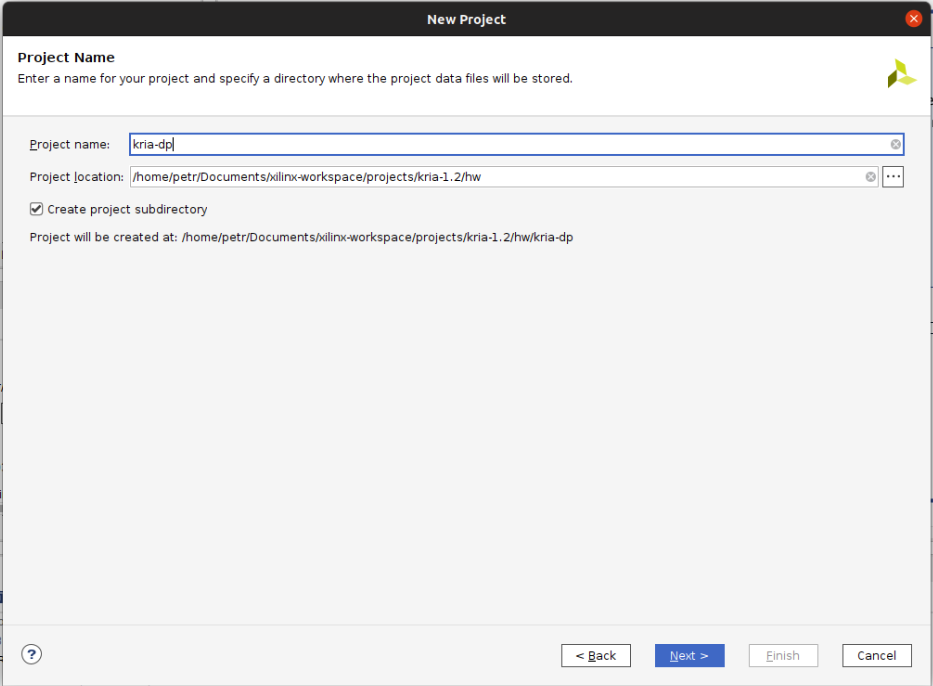 New Project
Project Name
Enter a name for your project and specify a directory where the project data files will be stored.
Project name: kria-dp
Project location: /home/petr/Documents/xilinx-workspace/projects/kria-1.2/hw ...
Create project subdirectory
Project will be created at: /home/petr/Documents/xilinx-workspace/projects/kria-1.2/hw/kria-dp
? < Back Next > Finish Cancel